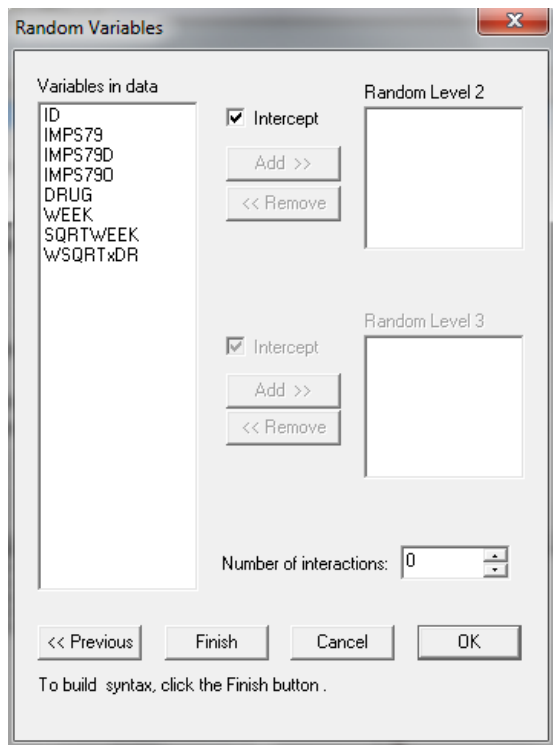 Random Variables
Variables in data
ID
IMPS79
IMPS79D
IMPS79O
DRUG
WEEK
SQRTWEEK
WSQRTxDR
Intercept
Add >>
<< Remove
Random Level 2
Intercept
Add >>
<< Remove
Random Level 3
Number of interactions: 0
<< Previous Finish Cancel OK
To build syntax, click the Finish button .